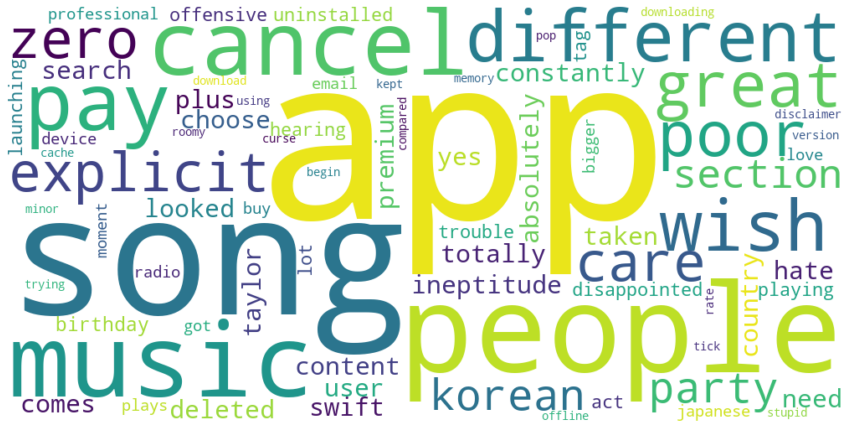 professional
offensive
uninstalled
downloading
zero
cancel
different
pop
tag
search
download
email
kept
memory
constantly
great
launching
pay
plus
using
choose
device
roomy
cache
curse
hearing
premium
compared
app
yes
absolutely
bigger
poor
disclaimer
version
love
section
explicit
begin
minor
moment
looked
buy
trouble
taken
wish
song
radio
lot
totally
care
hate
trying
taylor
ineptitude
disappointed
rate
country
playing
birthday
got
people
tick
music
content
user
korean
act
party
need
comes
plays
deleted
swift
offline
japanese
stupid